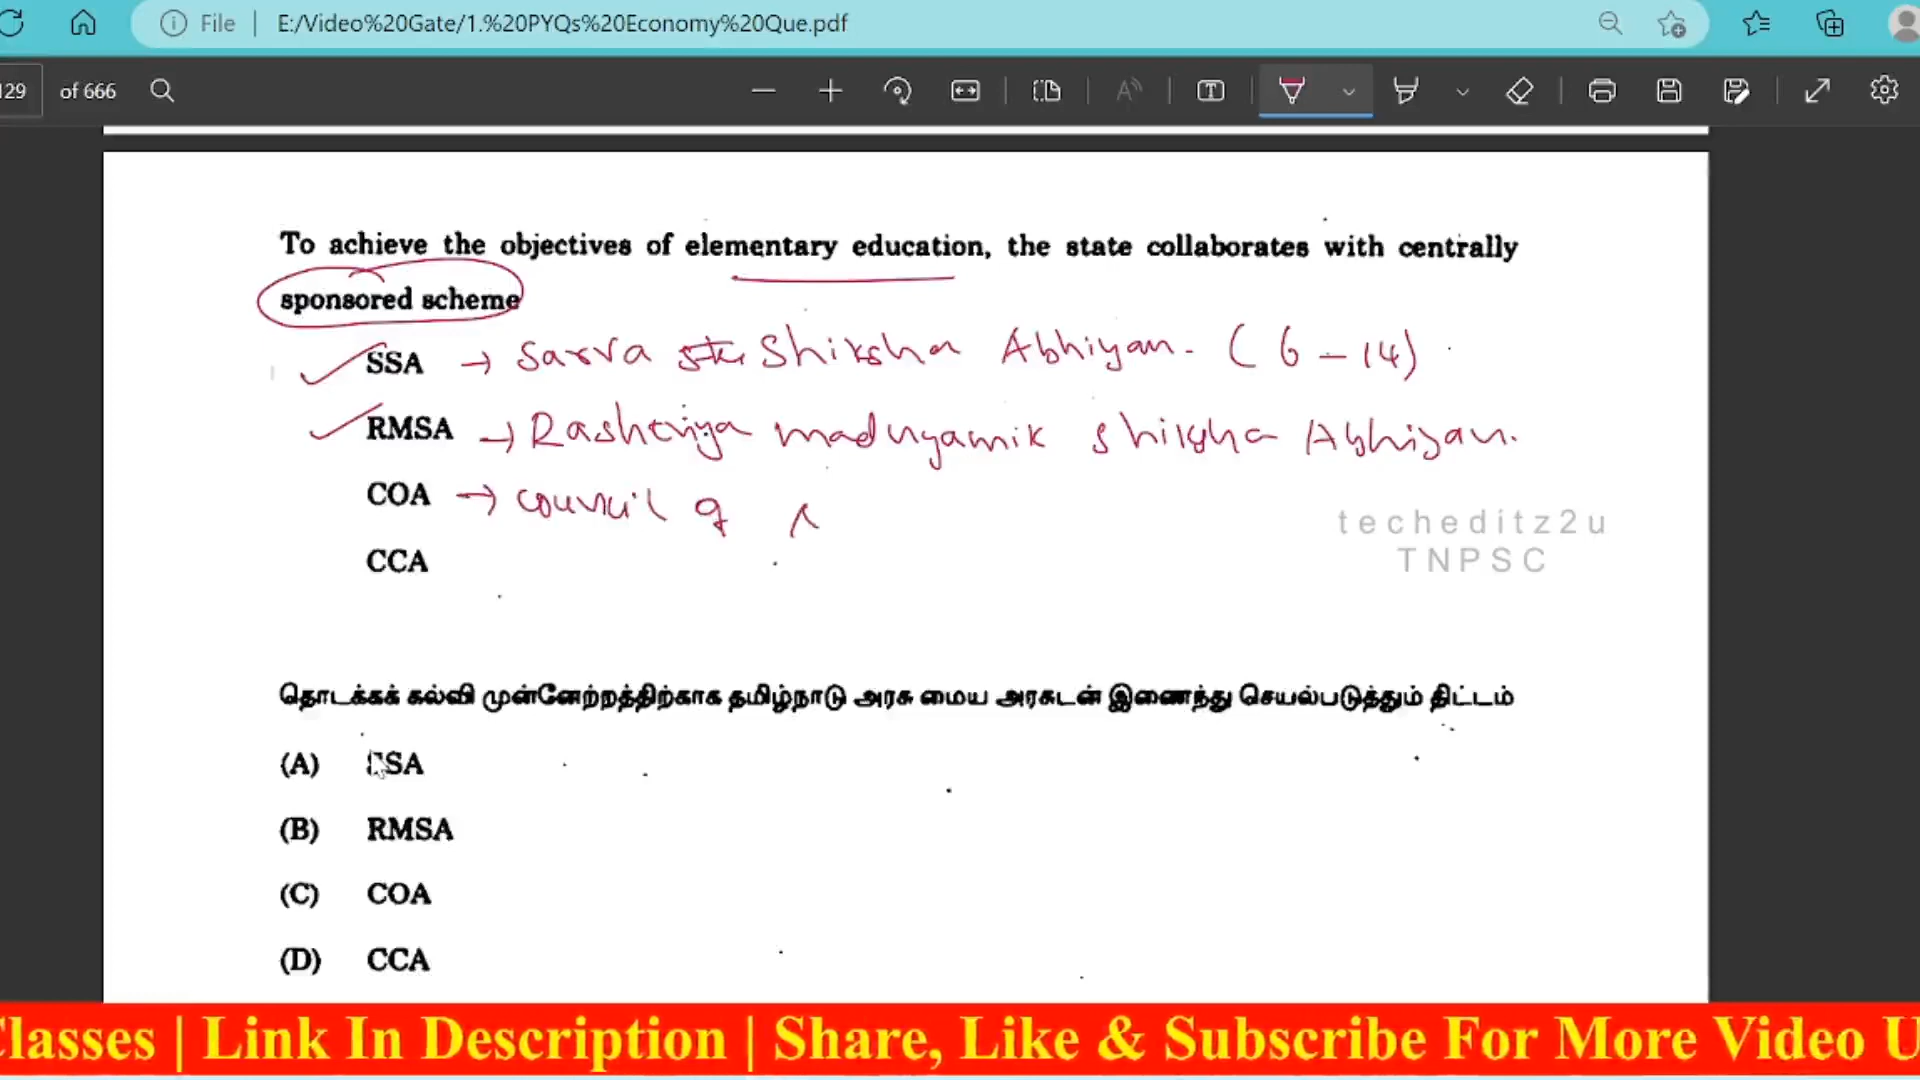 File | E:/Video%20Gate/1.%20PYQs%20Economy%20Que.pdf
129 of 666
To achieve the objectives of elementary education, the state collaborates with centrally
sponsored scheme
SSA → Sarva Shiksha Abhiyan. (6-14)
RMSA → Rashtriya madhyamik shiksha Abhiyan.
COA → Council of A
CCA
techeditz2u
TNPSC
தொடக்கக் கல்வி முன்னேற்றத்திற்காக தமிழ்நாடு அரசு மைய அரசுடன் இணைந்து செயல்படுத்தும் திட்டம்
(A) SSA
(B) RMSA
(C) COA
(D) CCA
Classes | Link In Description | Share, Like & Subscribe For More Video U